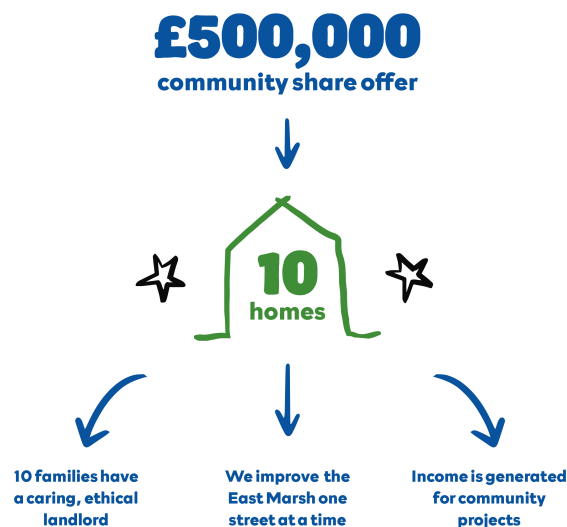 £500,000
community share offer
10
homes
10 families have
a caring, ethical
landlord
We improve the
East Marsh one
street at a time
Income is generated
for community
projects